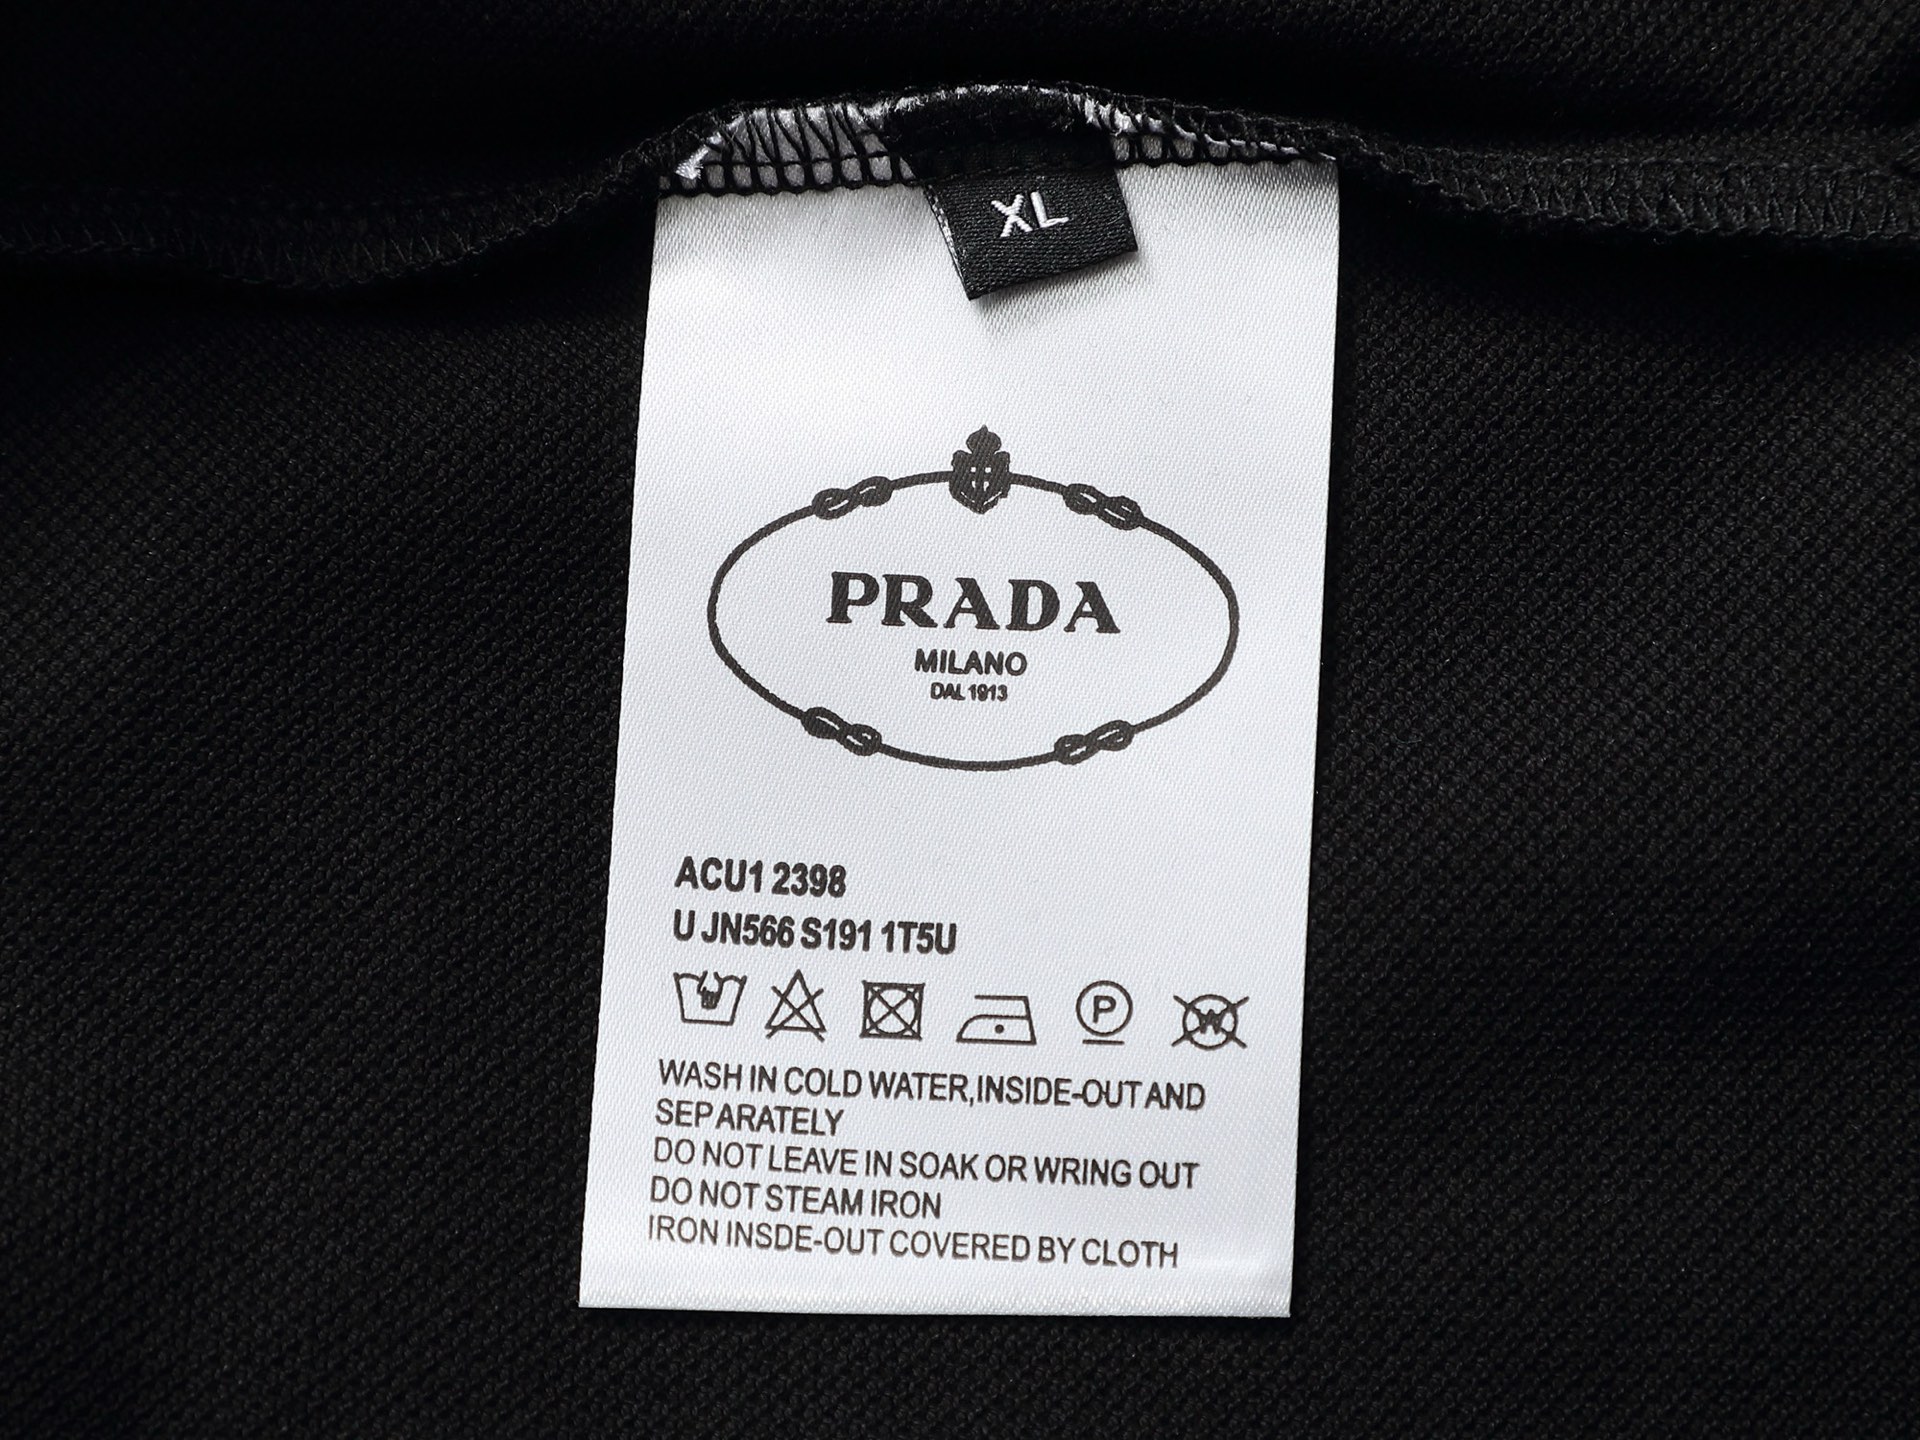 XL
PRADA
MILANO
DAL 1913
ACU1 2398
U JN566 S191 1T5U
P
W
WASH IN COLD WATER,INSIDE-OUT AND
SEPARATELY
DO NOT LEAVE IN SOAK OR WRING OUT
DO NOT STEAM IRON
IRON INSDE-OUT COVERED BY CLOTH